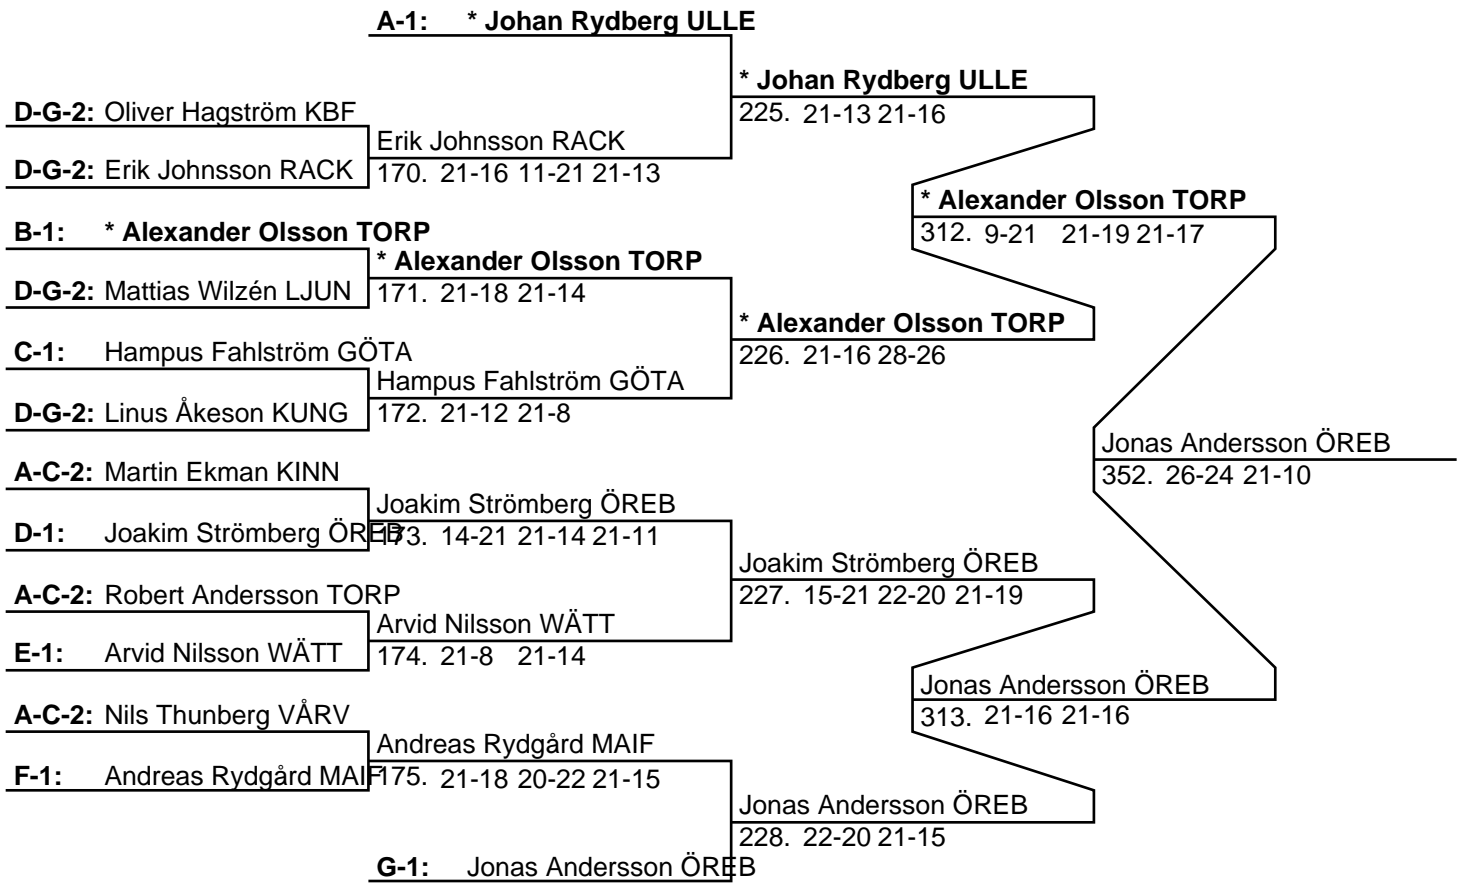 A-1: * Johan Rydberg ULLE
* Johan Rydberg ULLE
D-G-2: Oliver Hagström KBF
225. 21-13 21-16
Erik Johnsson RACK
D-G-2: Erik Johnsson RACK
170. 21-16 11-21 21-13
* Alexander Olsson TORP
B-1: * Alexander Olsson TORP
312. 9-21 21-19 21-17
* Alexander Olsson TORP
D-G-2: Mattias Wilzén LJUN
171. 21-18 21-14
* Alexander Olsson TORP
C-1: Hampus Fahlström GÖTA
226. 21-16 28-26
Hampus Fahlström GÖTA
D-G-2: Linus Åkeson KUNG
172. 21-12 21-8
Jonas Andersson ÖREB
A-C-2: Martin Ekman KINN
352. 26-24 21-10
Joakim Strömberg ÖREB
D-1: Joakim Strömberg ÖREB
173. 14-21 21-14 21-11
Joakim Strömberg ÖREB
A-C-2: Robert Andersson TORP
227. 15-21 22-20 21-19
Arvid Nilsson WÄTT
E-1: Arvid Nilsson WÄTT
174. 21-8 21-14
Jonas Andersson ÖREB
A-C-2: Nils Thunberg VÅRV
313. 21-16 21-16
Andreas Rydgård MAIF
F-1: Andreas Rydgård MAIF
175. 21-18 20-22 21-15
Jonas Andersson ÖREB
228. 22-20 21-15
G-1: Jonas Andersson ÖREB